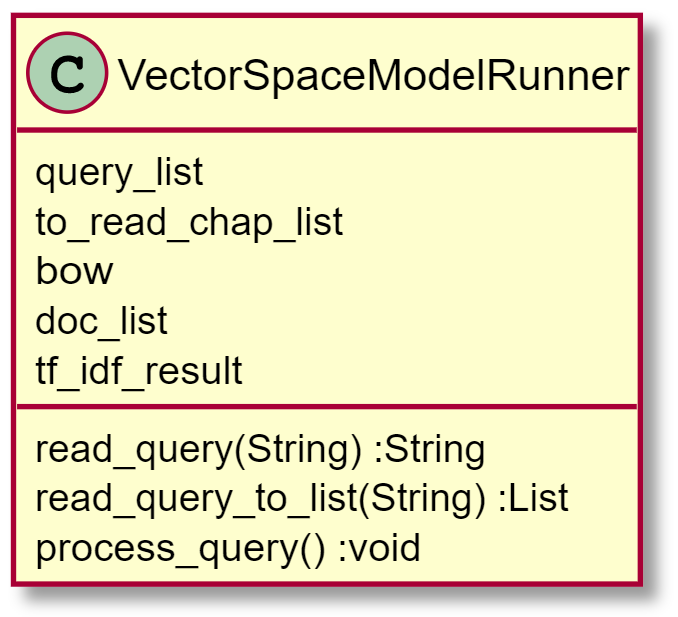 C VectorSpaceModelRunner
query_list
to_read_chap_list
bow
doc_list
tf_idf_result
read_query(String) :String
read_query_to_list(String) :List
process_query() :void